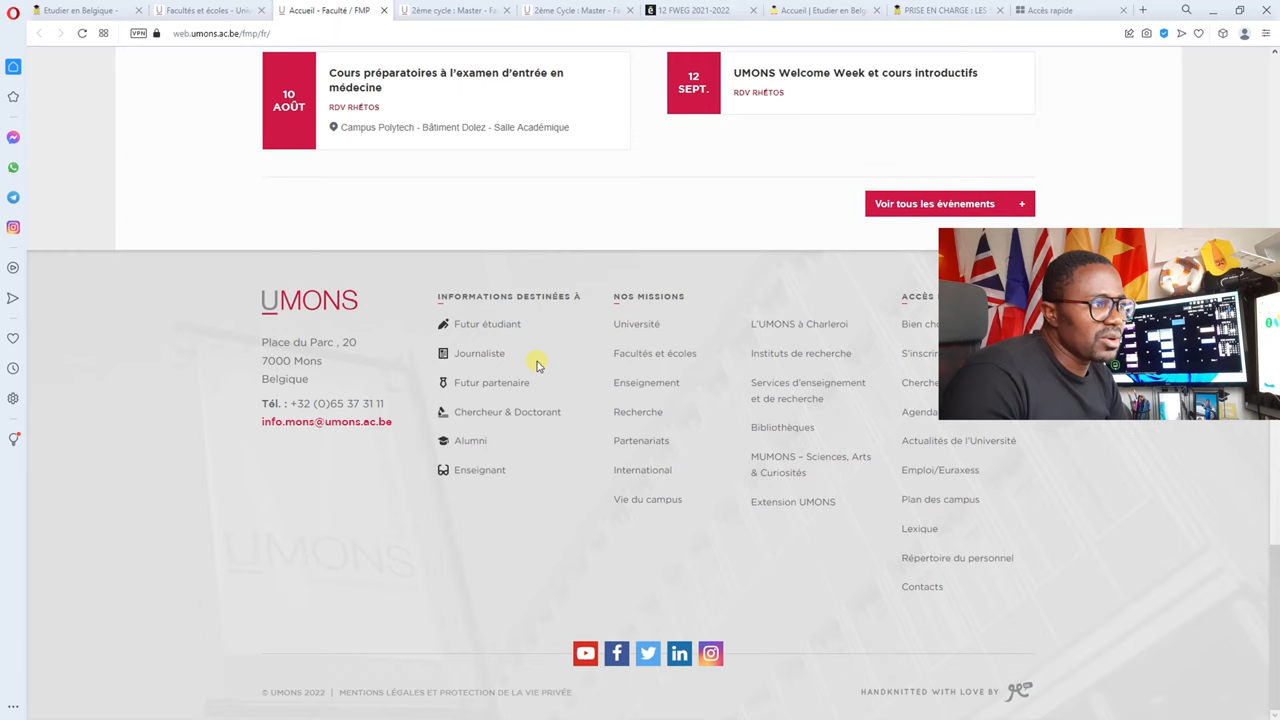 Etudier en Belgique -
Facultés et écoles - Univ
Accueil - Faculté / FMP
2ème cycle : Master - Fa
2ème Cycle : Master - Fa
12 FWEG 2021-2022
Accueil | Etudier en Belg
PRISE EN CHARGE : LES
Accès rapide
VPN
web.umons.ac.be/fmp/fr/
10
AOÛT
Cours préparatoires à l'examen d'entrée en
médecine
RDV RHÉTOS
Campus Polytech - Bâtiment Dolez - Salle Académique
12
SEPT.
UMONS Welcome Week et cours introductifs
RDV RHÉTOS
Voir tous les événements +
UMONS
Place du Parc , 20
7000 Mons
Belgique
Tél. : +32 (0)65 37 31 11
info.mons@umons.ac.be
INFORMATIONS DESTINÉES À
Futur étudiant
Journaliste
Futur partenaire
Chercheur & Doctorant
Alumni
Enseignant
NOS MISSIONS
Université
Facultés et écoles
Enseignement
Recherche
Partenariats
International
Vie du campus
L'UMONS à Charleroi
Instituts de recherche
Services d'enseignement
et de recherche
Bibliothèques
MUMONS – Sciences, Arts
& Curiosités
Extension UMONS
ACCÈS
Bien
S'inscrir
Cherche
Agenda
Actualités de l'Université
Emploi/Euraxess
Plan des campus
Lexique
Répertoire du personnel
Contacts
UMONS
© UMONS 2022 | MENTIONS LÉGALES ET PROTECTION DE LA VIE PRIVÉE
HANDKNITTED WITH LOVE BY